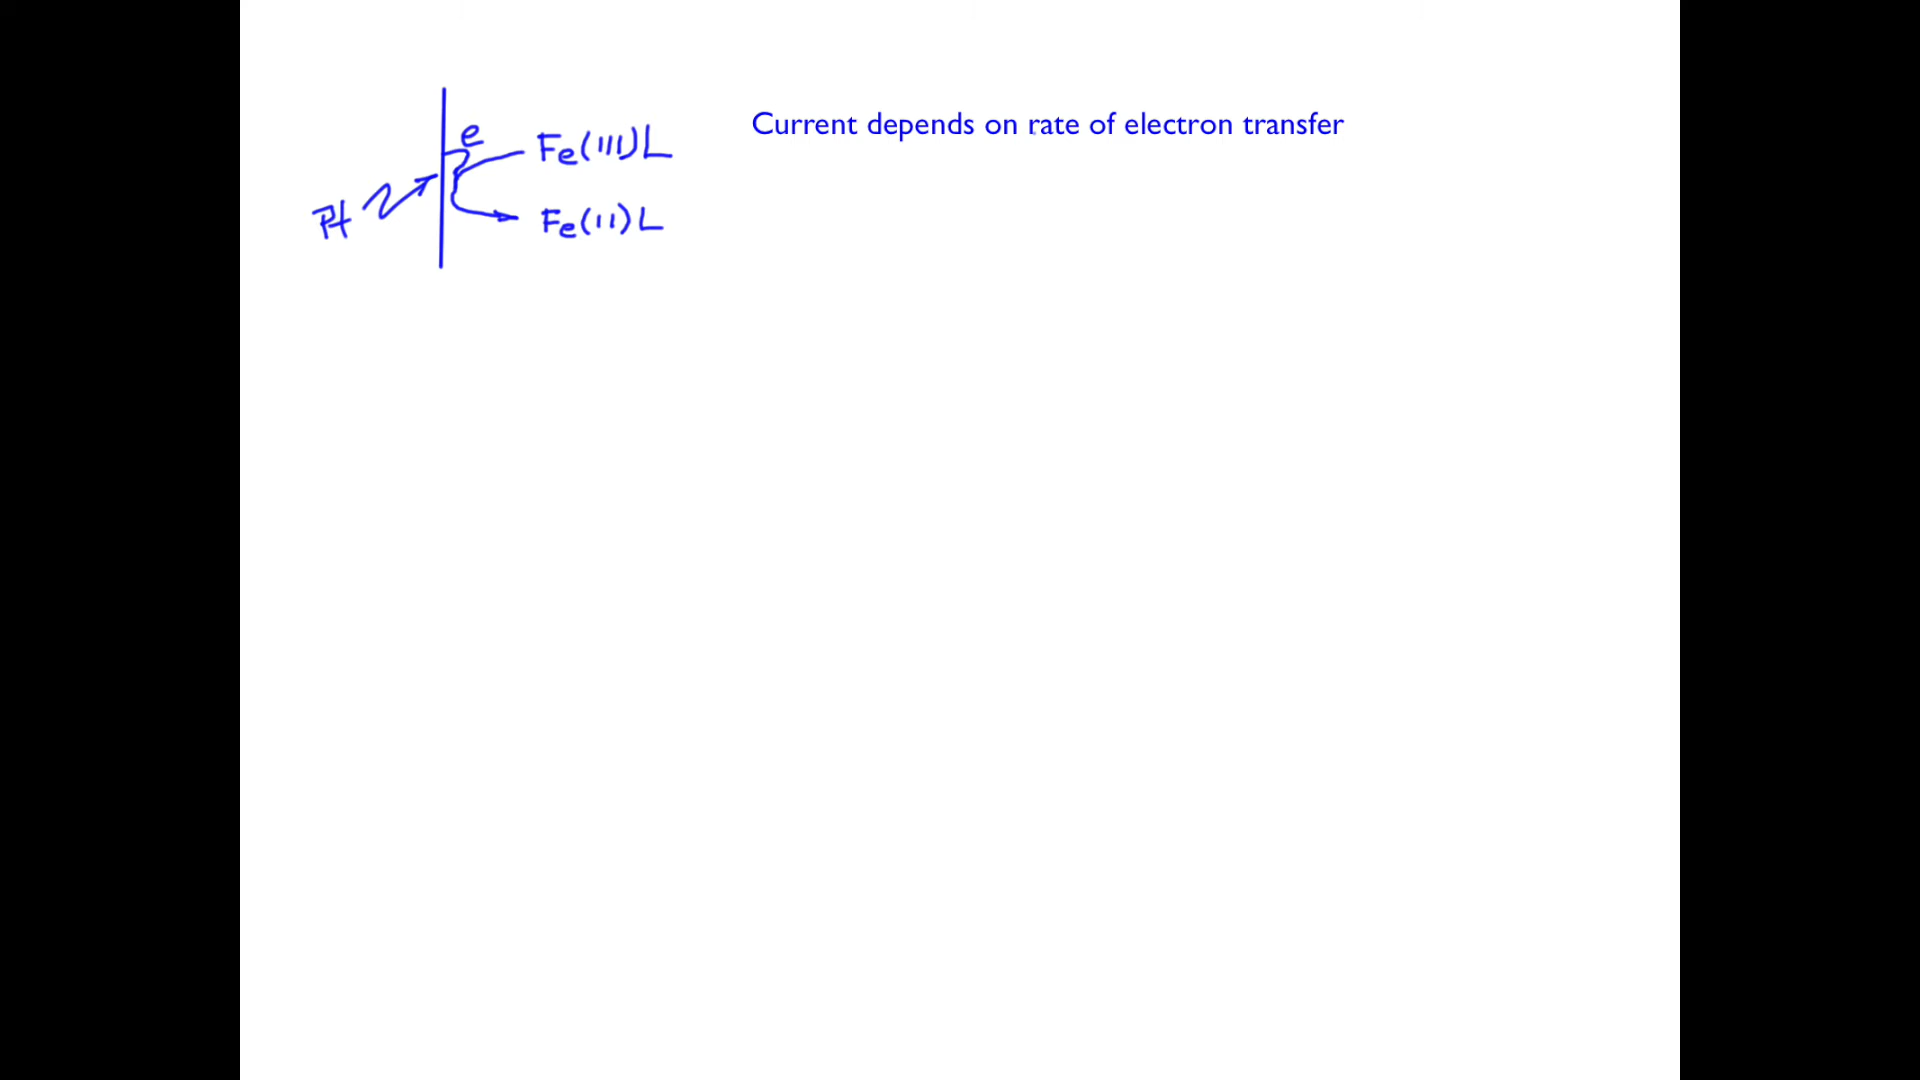 Current depends on rate of electron transfer
e
Fe(III)L
Pt
Fe(II)L